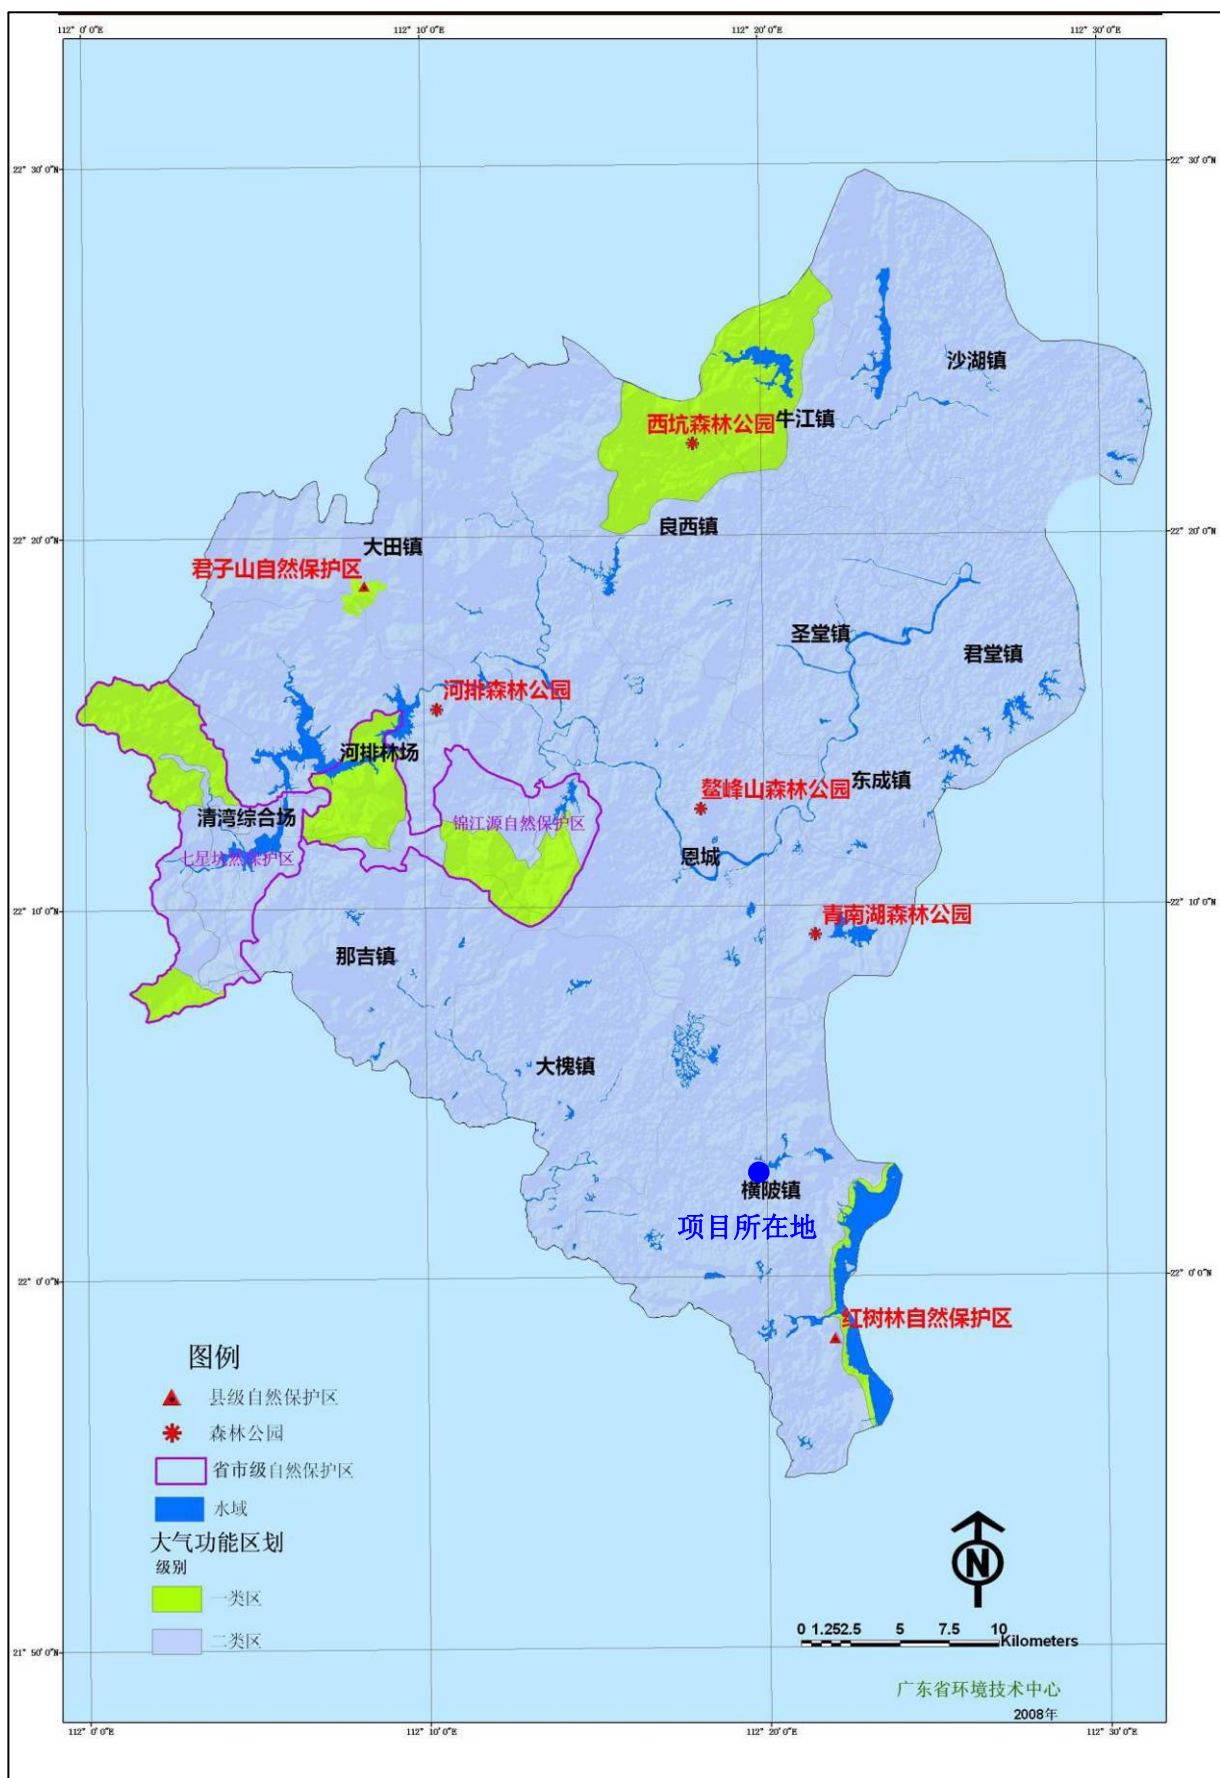 112° 0′ 0″E
112° 10′ 0″E
112° 20′ 0″E
112° 30′ 0″E
22° 30′ 0″N
22° 30′ 0″N
沙湖镇
西坑森林公园
牛江镇
良西镇
22° 20′ 0″N
22° 20′ 0″N
大田镇
君子山自然保护区
圣堂镇
君堂镇
河排森林公园
河排林场
东成镇
鳌峰山森林公园
清湾综合场
锦江源自然保护区
七星坑然保护区
恩城
22° 10′ 0″N
22° 10′ 0″N
青南湖森林公园
那吉镇
大槐镇
横陂镇
项目所在地
22° 0′ 0″N
22° 0′ 0″N
红树林自然保护区
图例
县级自然保护区
森林公园
省市级自然保护区
水域
大气功能区划
级别
一类区
二类区
N
0 1.252.5 5 7.5 10
Kilometers
21° 50′ 0″N
广东省环境技术中心
2008年
112° 0′ 0″E
112° 10′ 0″E
112° 20′ 0″E
112° 30′ 0″E